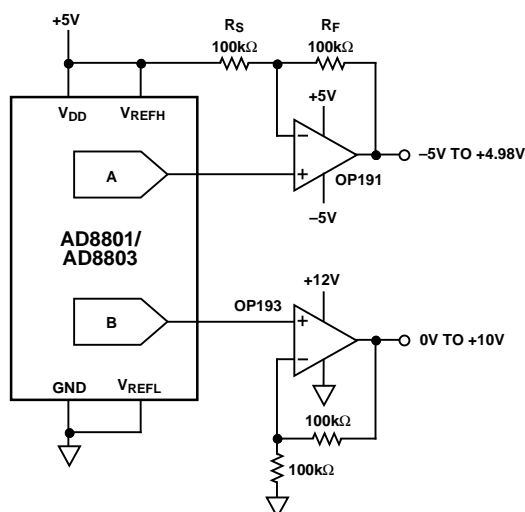 +5V
RS
100kΩ
RF
100kΩ
VDD
VREFH
+5V
–
+
A
OP191
–5V
–5V TO +4.98V
AD8801/
AD8803
+12V
OP193
B
+
–
0V TO +10V
GND
VREFL
100kΩ
100kΩ